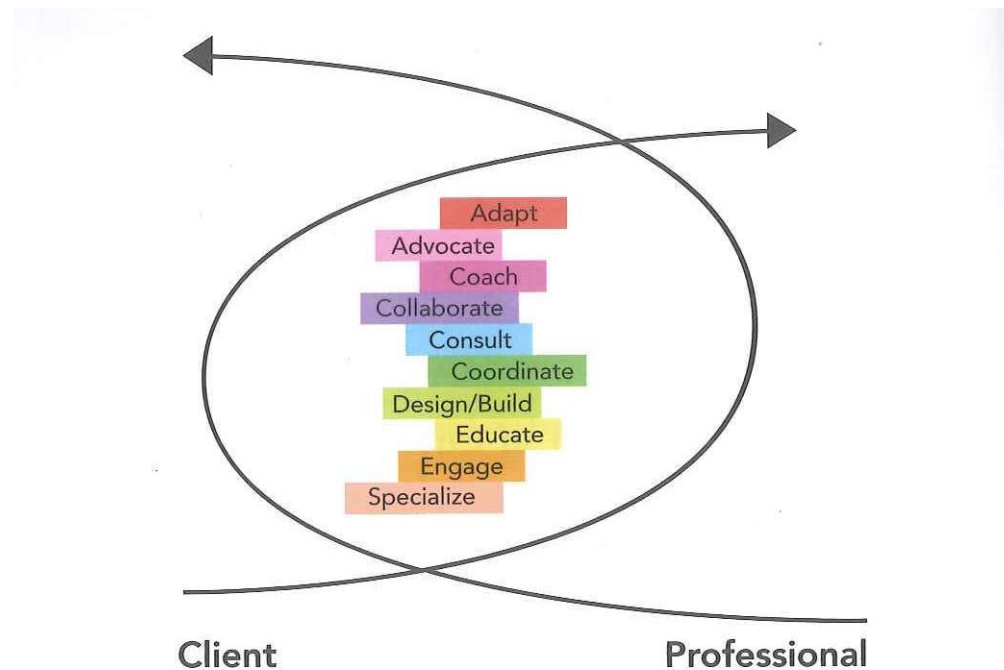 Adapt
Advocate
Coach
Collaborate
Consult
Coordinate
Design/Build
Educate
Engage
Specialize
Client Professional